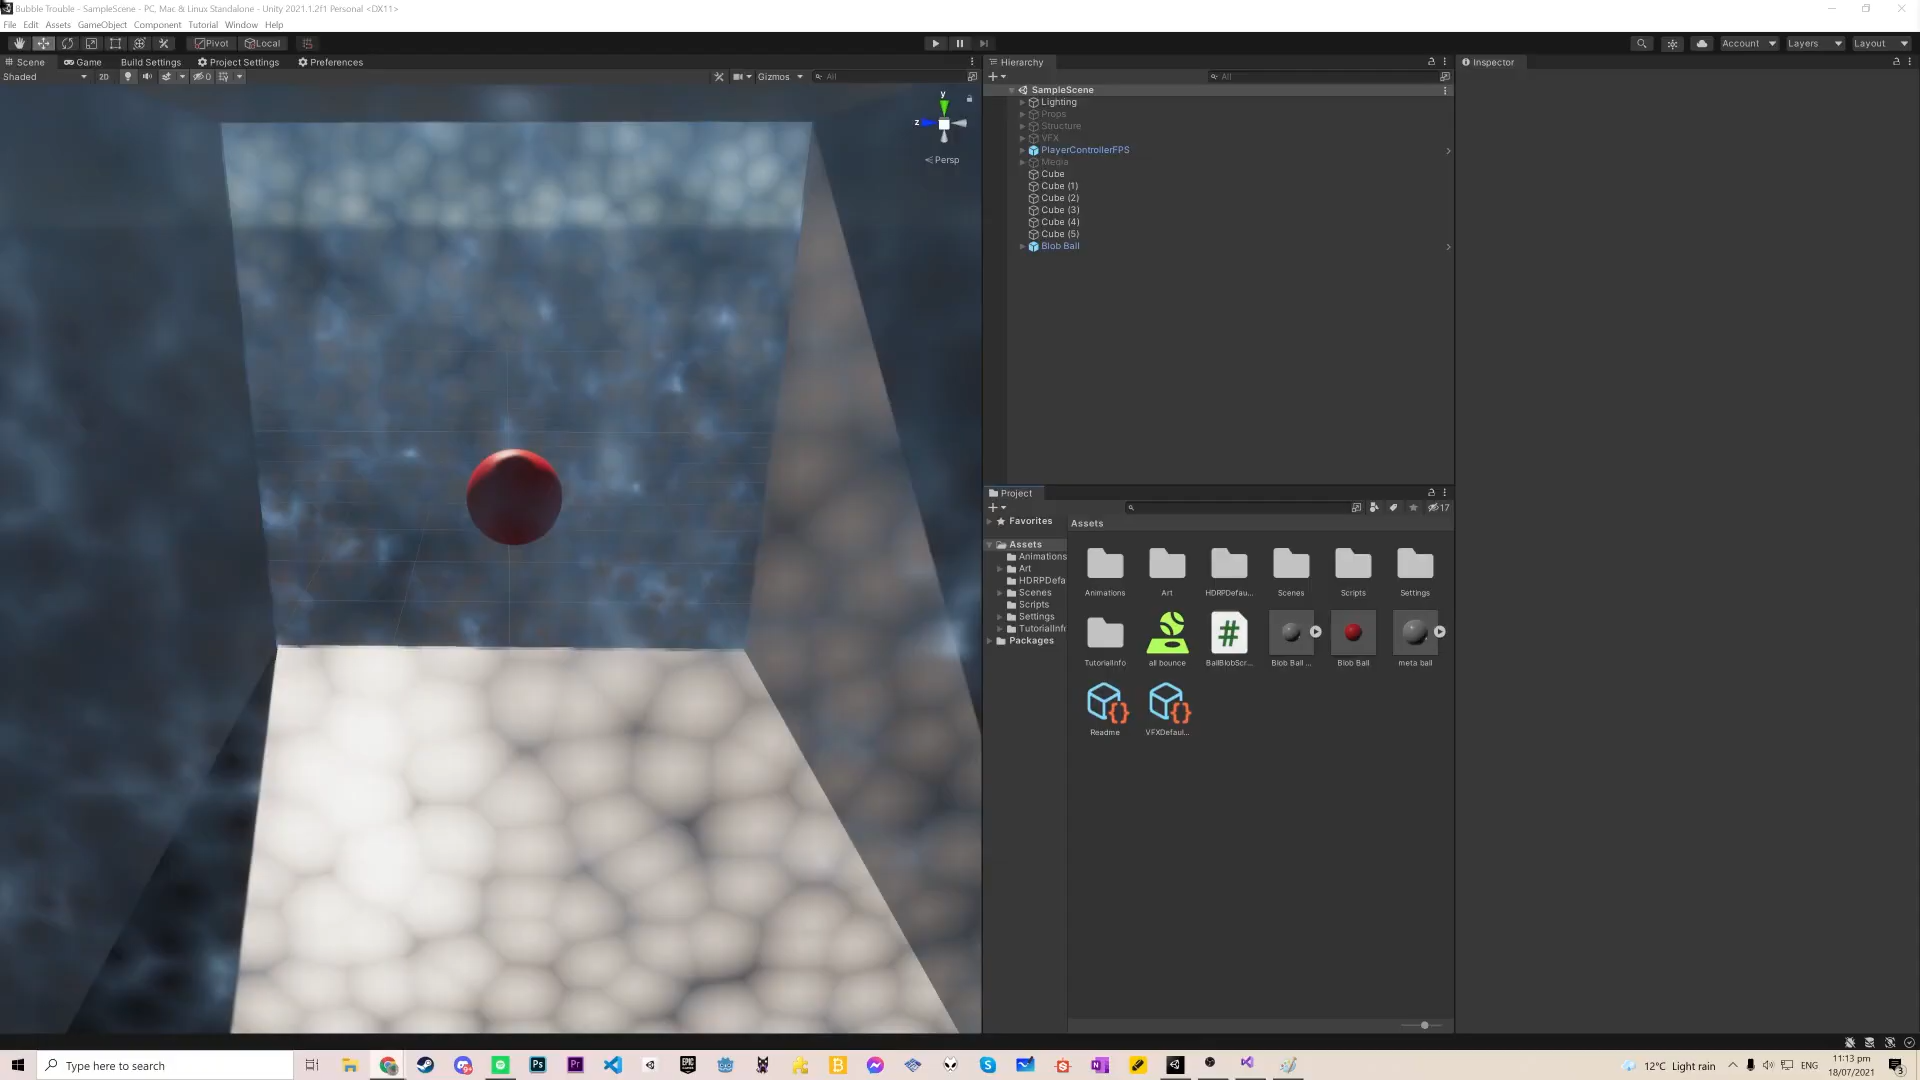 Bubble Trouble - SampleScene - PC, Mac & Linux Standalone - Unity 2021.1.2f1 Personal <DX11>
File Edit Assets GameObject Component Tutorial Window Help
Pivot Local Account Layers Layout
Scene Game Build Settings Project Settings Preferences
Shaded 2D 0 Gizmos All
y
z
Persp
Hierarchy
All
SampleScene
Lighting
Props
Structure
VFX
PlayerControllerFPS
Media
Cube
Cube (1)
Cube (2)
Cube (3)
Cube (4)
Cube (5)
Blob Ball
Inspector
Project
17
Favorites
Assets
Animations
Art
HDRPDefa
Scenes
Scripts
Settings
TutorialInfo
Packages
Assets
Animations Art HDRPDefau... Scenes Scripts Settings
TutorialInfo all bounce BallBlobScr... Blob Ball ... Blob Ball meta ball
Readme VFXDefaul...
Type here to search
12°C Light rain ENG
11:13 pm
18/07/2021